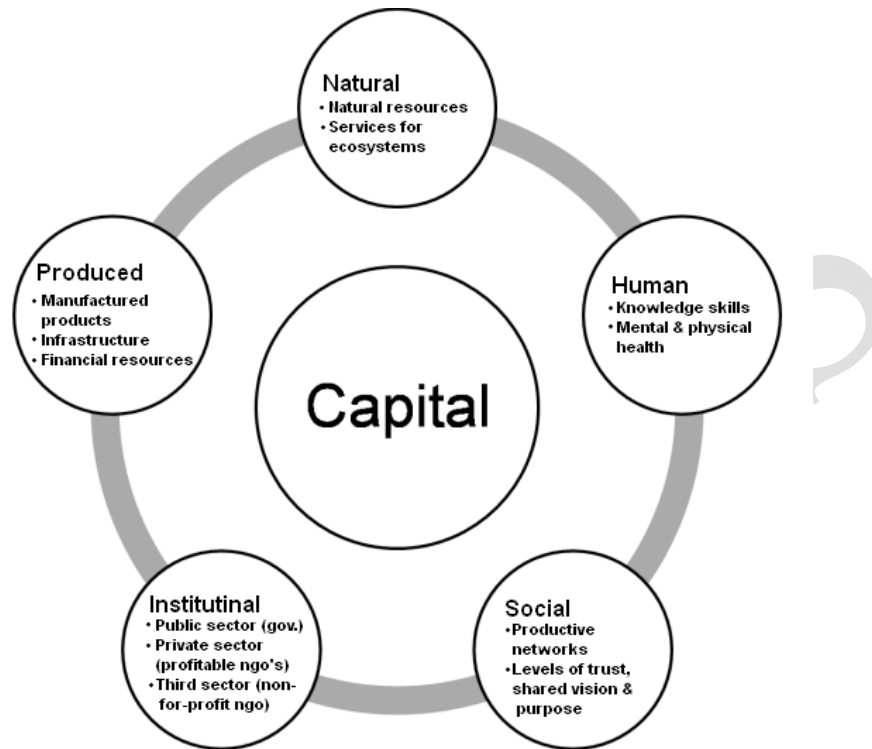 Natural
• Natural resources
• Services for
ecosystems
Human
• Knowledge skills
• Mental & physical
health
Social
• Productive
networks
• Levels of trust,
shared vision &
purpose
Institutinal
• Public sector (gov.)
• Private sector
(profitable ngo's)
• Third sector (non-
for-profit ngo)
Produced
• Manufactured
products
• Infrastructure
• Financial resources
Capital